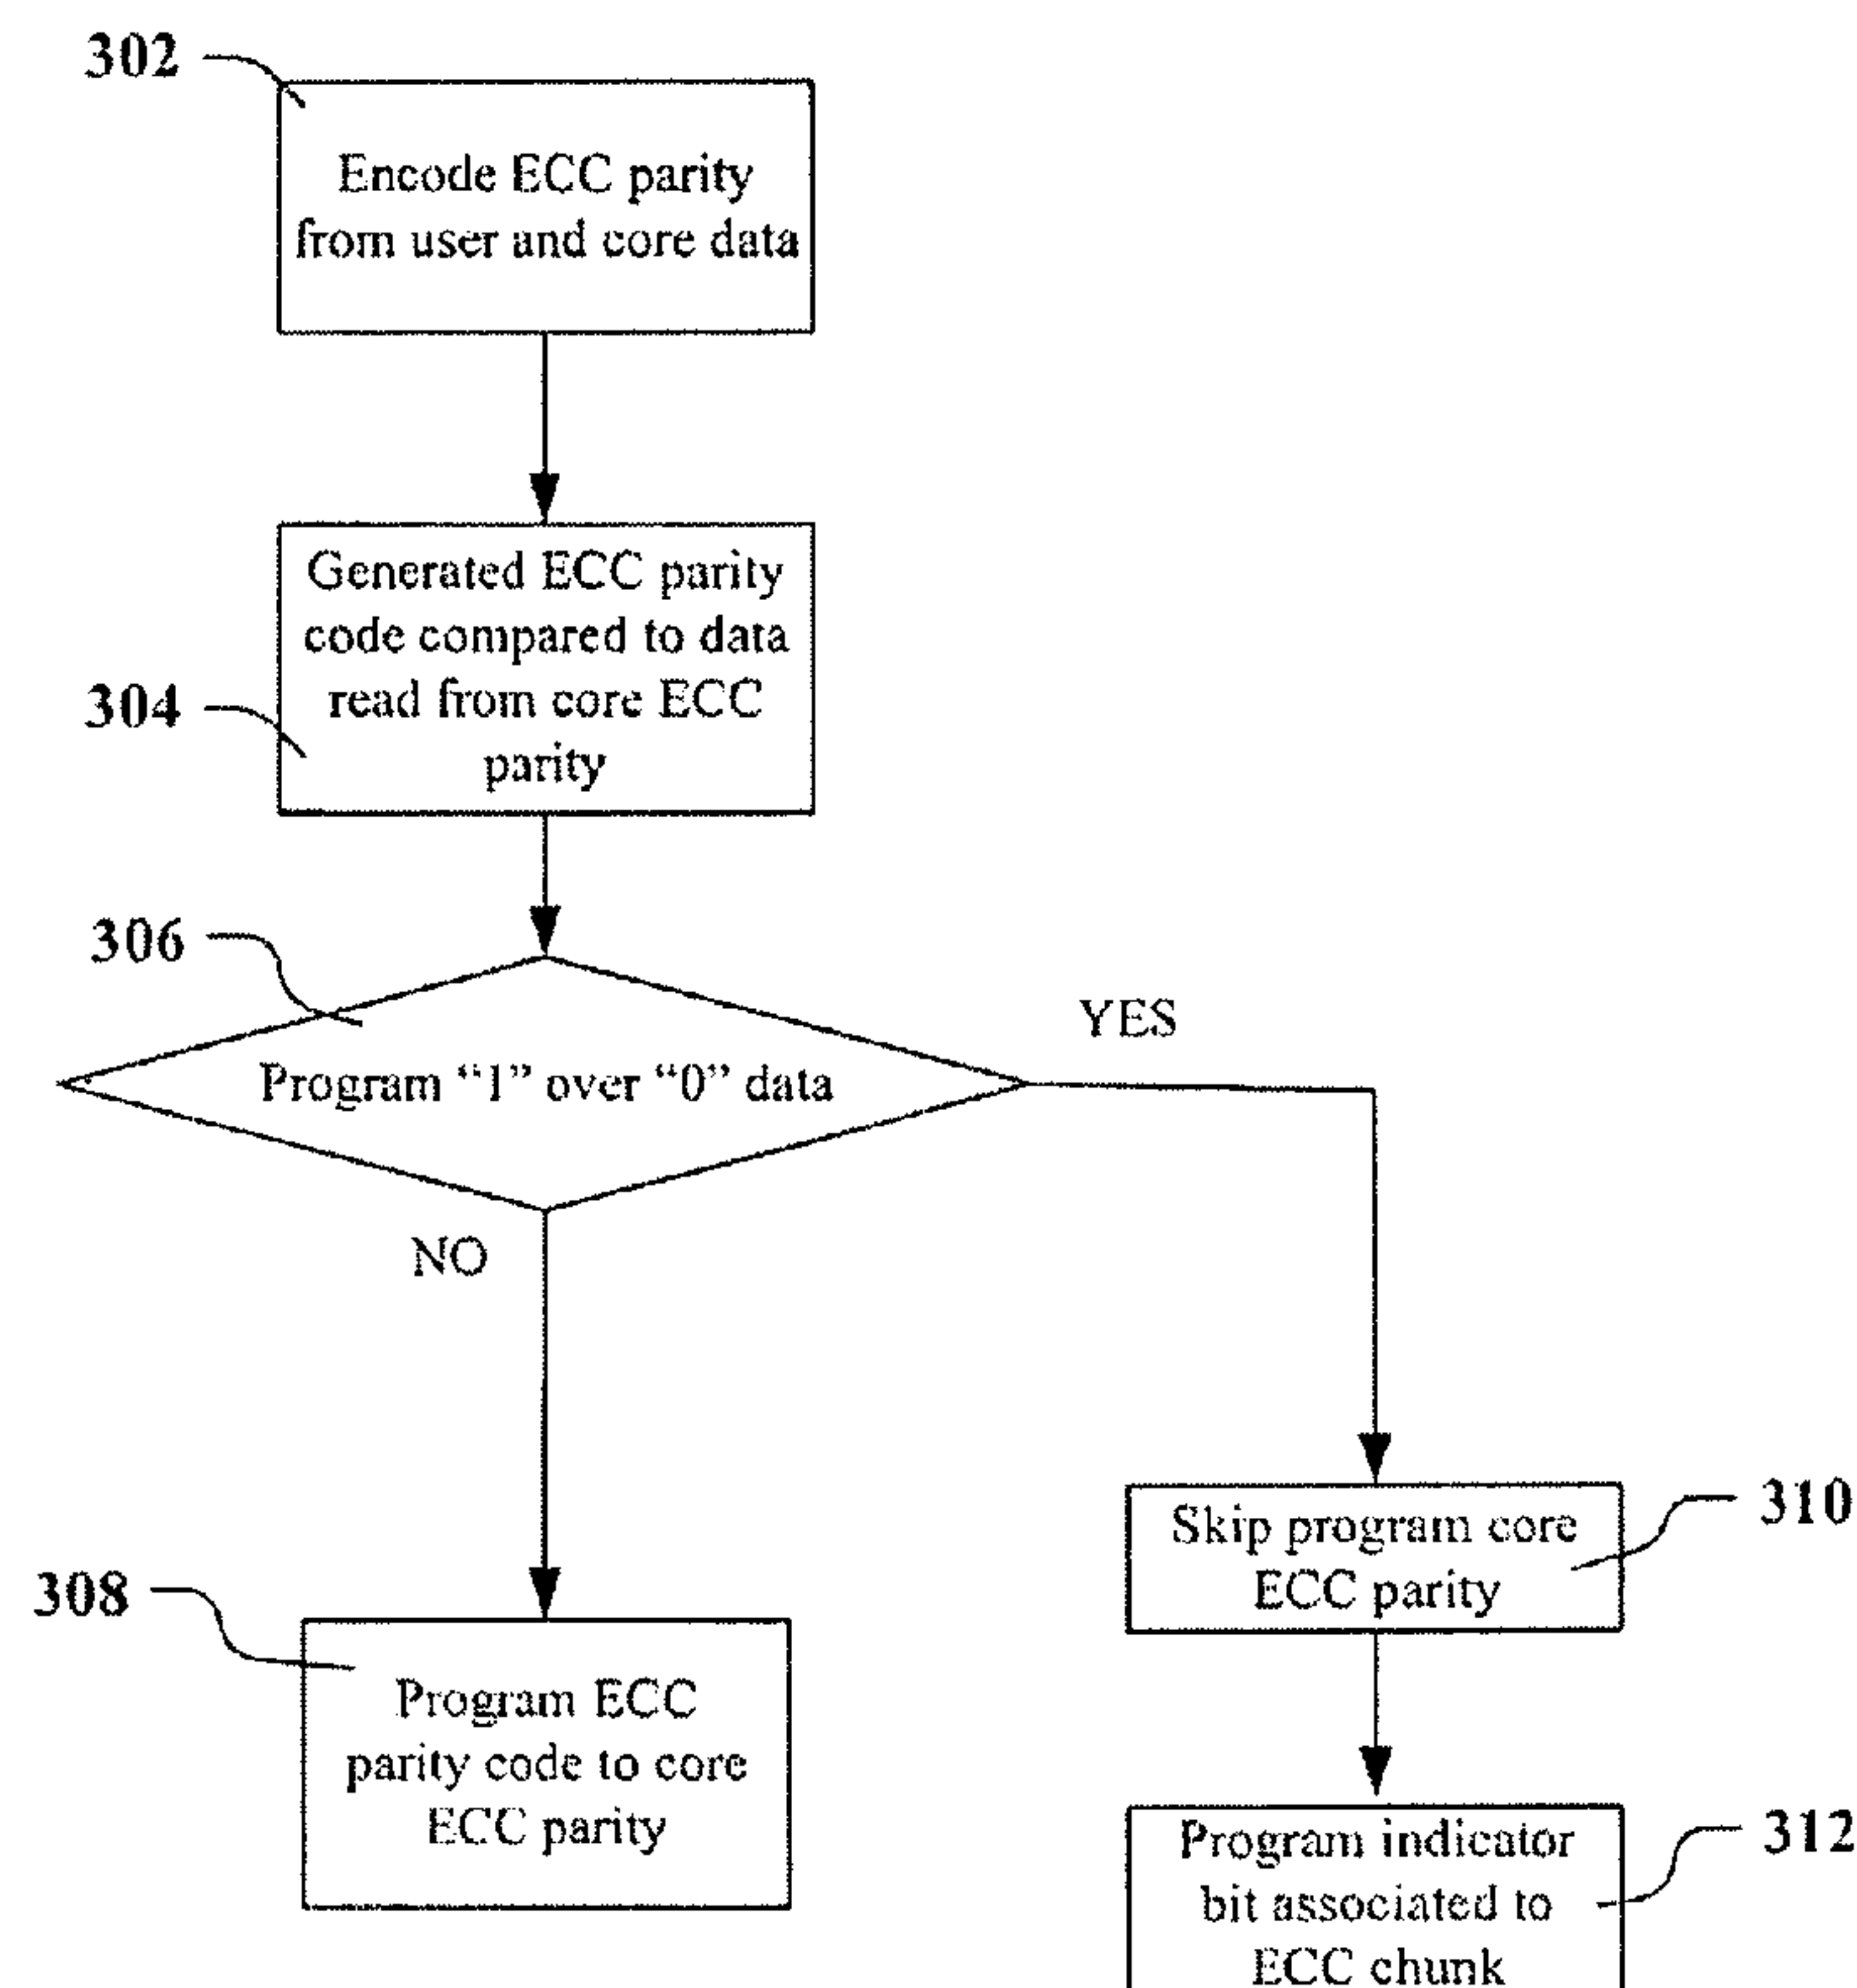 302
Encode ECC parity
from user and core data
Generated ECC parity
code compared to data
read from core ECC
parity
304
306
Program “1” over “0” data
YES
NO
308
Program ECC
parity code to core
ECC parity
Skip program core
ECC parity
310
Program indicator
bit associated to
ECC chunk
312